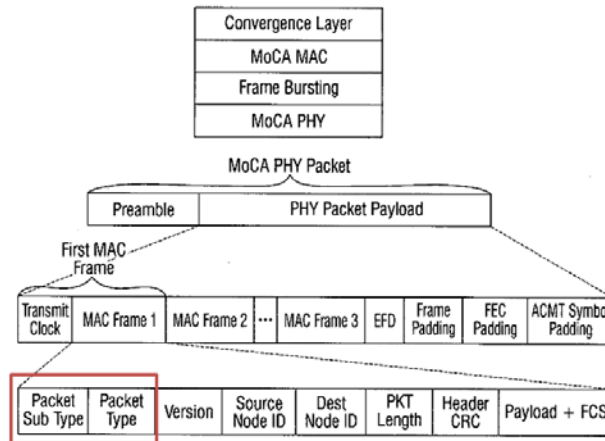 Convergence Layer
MoCA MAC
Frame Bursting
MoCA PHY
MoCA PHY Packet
Preamble
PHY Packet Payload
First MAC
Frame
Transmit
Clock
MAC Frame 1
MAC Frame 2
...
MAC Frame 3
EFD
Frame
Padding
FEC
Padding
ACMT Symbo
Padding
Packet
Sub Type
Packet
Type
Version
Source
Node ID
Dest
Node ID
PKT
Length
Header
CRC
Payload + FCS